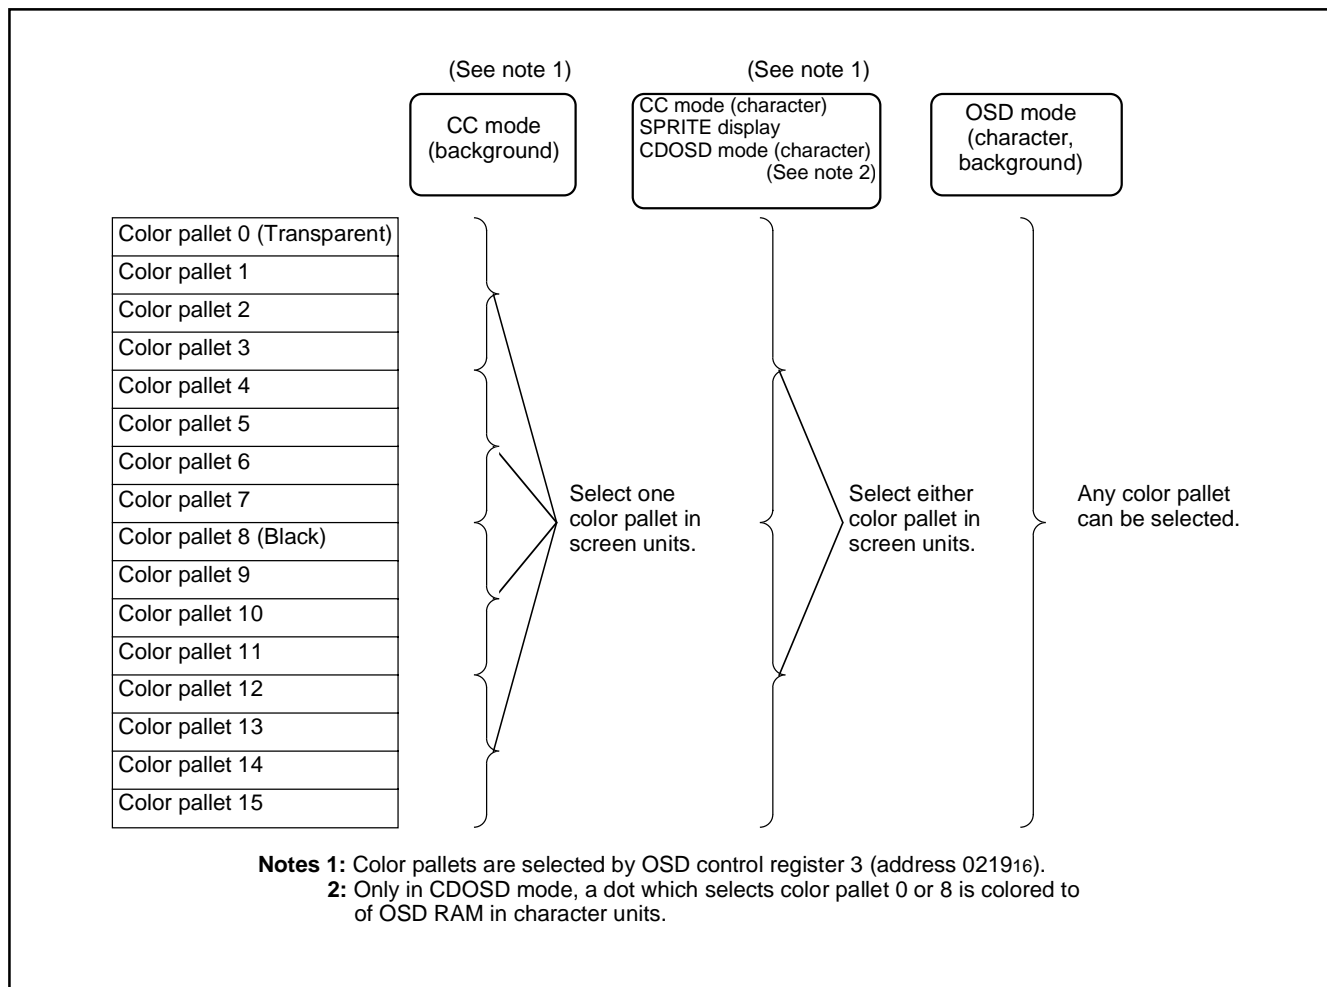 (See note 1)
(See note 1)
CC mode
(background)
CC mode (character)
SPRITE display
CDOSD mode (character)
(See note 2)
OSD mode
(character,
background)
Color pallet 0 (Transparent)
Color pallet 1
Color pallet 2
Color pallet 3
Color pallet 4
Color pallet 5
Color pallet 6
Color pallet 7
Color pallet 8 (Black)
Color pallet 9
Color pallet 10
Color pallet 11
Color pallet 12
Color pallet 13
Color pallet 14
Color pallet 15
Select one
color pallet in
screen units.
Select either
color pallet in
screen units.
Any color pallet
can be selected.
Notes 1: Color pallets are selected by OSD control register 3 (address 021916).
2: Only in CDOSD mode, a dot which selects color pallet 0 or 8 is colored to
of OSD RAM in character units.